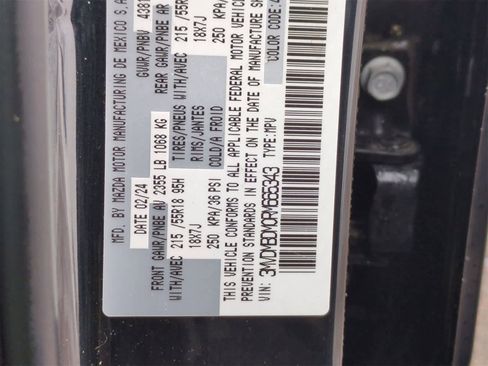 MFD. BY MAZDA MOTOR MANUFACTURING DE MEXICO S.A
DATE 02/24 GVWR/PNBV
FRONT GAWR/PNBE AV 2355 LB 1068 KG REAR GAWR/PNBE AR
WITH/AVEC 215 /55R18 95H TIRES/PNEUS WITH/AVEC 215 /55R
18X7J RIMS/JANTES 18X7J
250 KPA/36 PSI COLD/A FROID 250 KPA
THIS VEHICLE CONFORMS TO ALL APPLICABLE FEDERAL MOTOR VEHIC
PREVENTION STANDARDS IN EFFECT ON THE DATE OF MANUFACTURE SH
VIN: TYPE: MPV COLOR CODE: